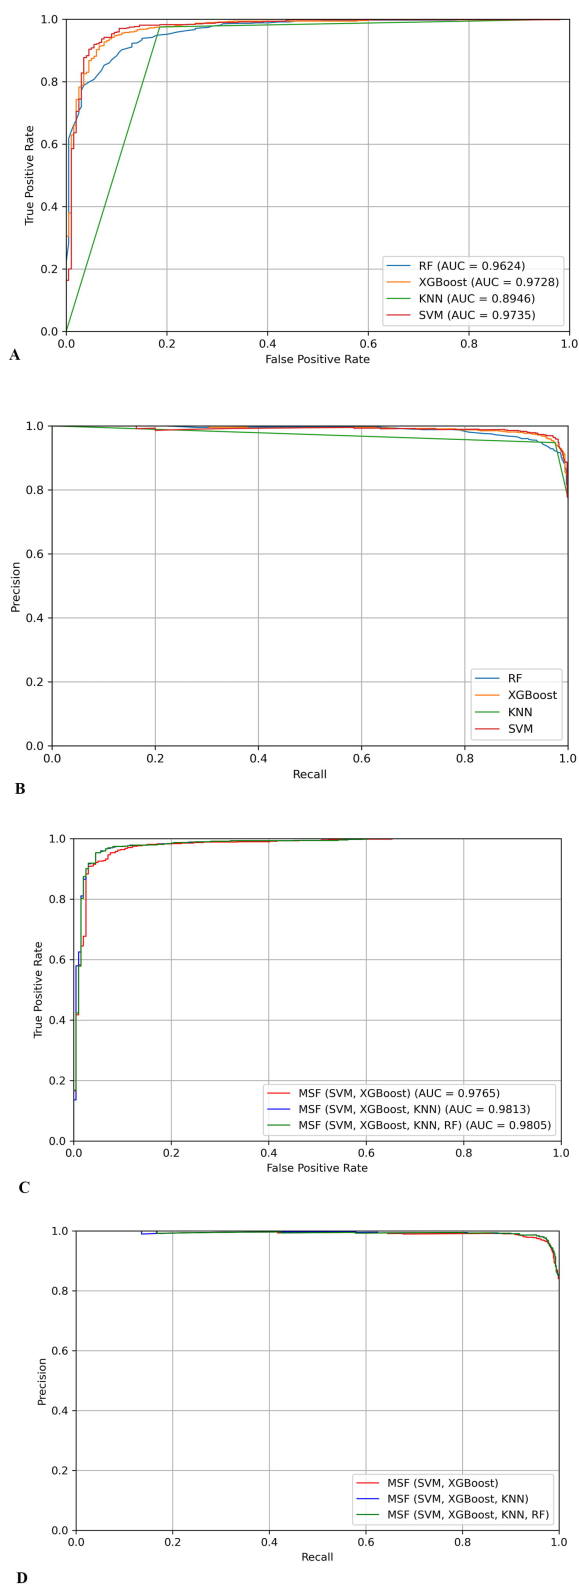 1.0
0.8
0.6
0.4
0.2
0.0
True Positive Rate
RF (AUC = 0.9624)
XGBoost (AUC = 0.9728)
KNN (AUC = 0.8946)
SVM (AUC = 0.9735)
0.0 0.2 0.4 0.6 0.8 1.0
False Positive Rate
A
1.0
0.8
0.6
0.4
0.2
0.0
Precision
RF
XGBoost
KNN
SVM
0.0 0.2 0.4 0.6 0.8 1.0
Recall
B
1.0
0.8
0.6
0.4
0.2
0.0
True Positive Rate
MSF (SVM, XGBoost) (AUC = 0.9765)
MSF (SVM, XGBoost, KNN) (AUC = 0.9813)
MSF (SVM, XGBoost, KNN, RF) (AUC = 0.9805)
0.0 0.2 0.4 0.6 0.8 1.0
False Positive Rate
C
1.0
0.8
0.6
0.4
0.2
0.0
Precision
MSF (SVM, XGBoost)
MSF (SVM, XGBoost, KNN)
MSF (SVM, XGBoost, KNN, RF)
0.0 0.2 0.4 0.6 0.8 1.0
Recall
D